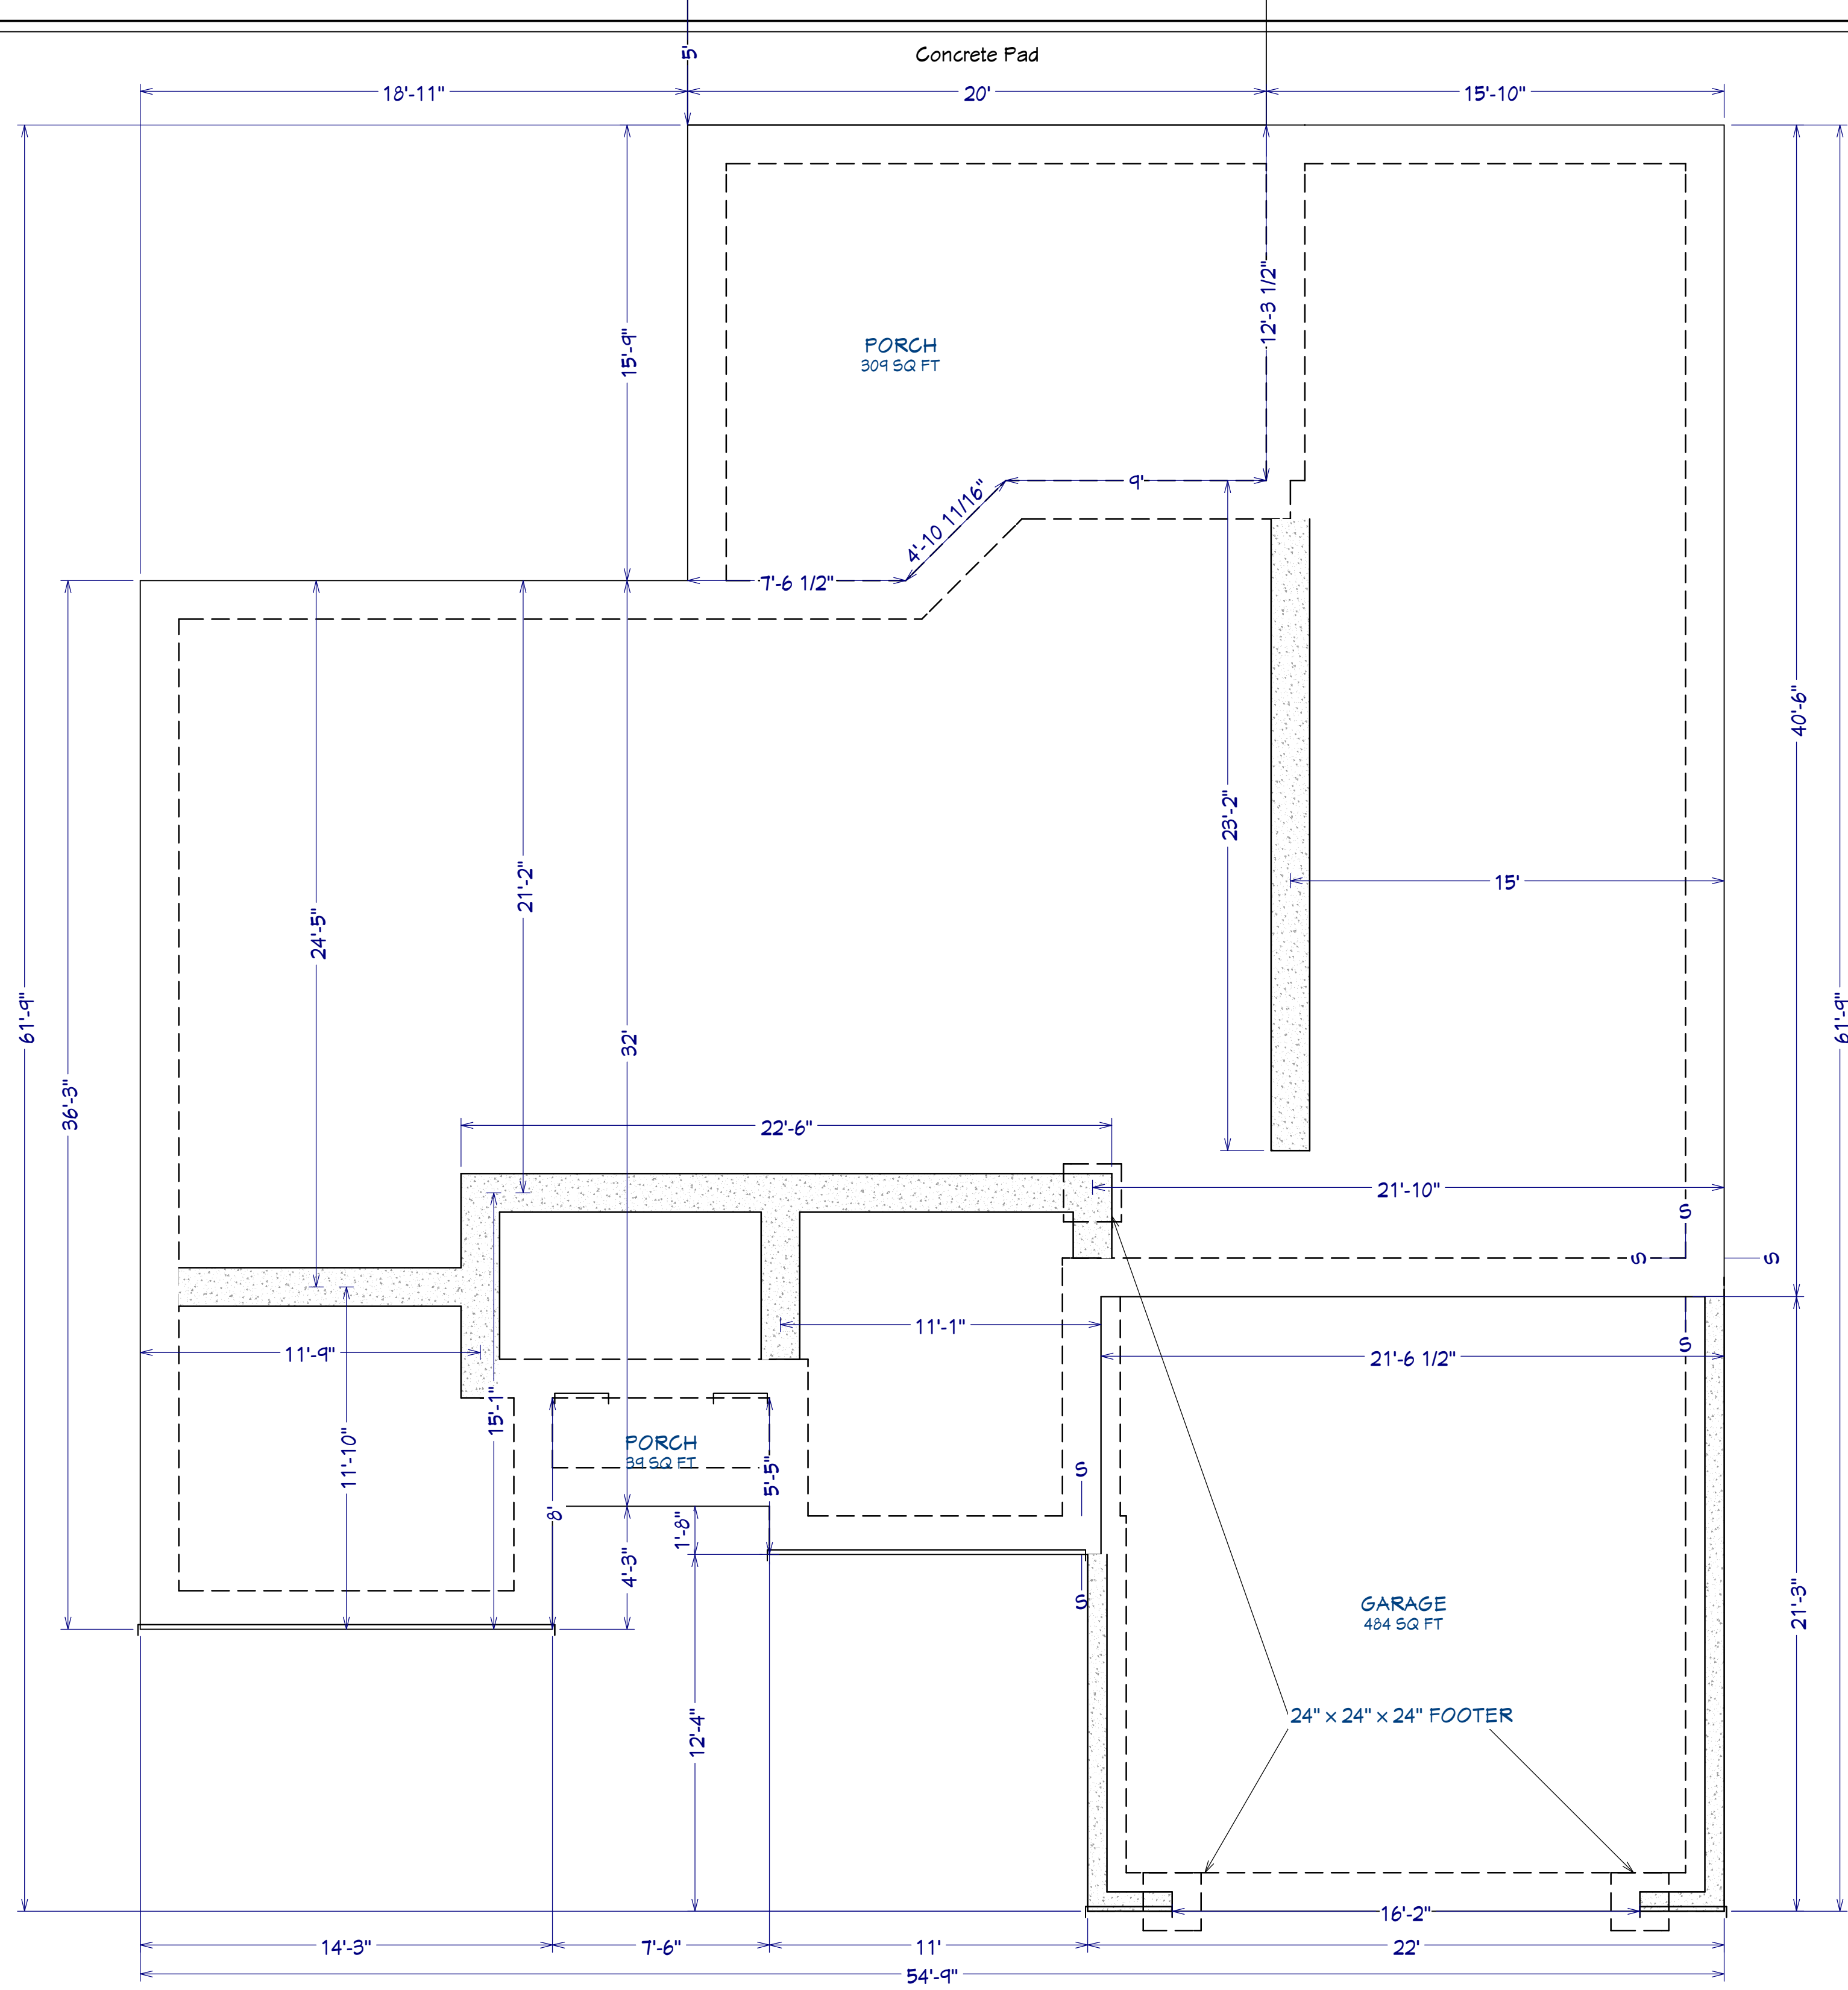 Concrete Pad
5'
18'-11"
20'
15'-10"
12'-3 1/2"
15'-9"
PORCH
309 SQ FT
9'
4'-10 11/16"
7'-6 1/2"
40'-6"
23'-2"
15'
21'-2"
24'-5"
61'-9"
61'-9"
32'
36'-3"
22'-6"
21'-10"
S
S
S
11'-1"
11'-9"
21'-6 1/2"
S
15'-1"
11'-10"
PORCH
39 SQ FT
5'-5"
S
8'
1'-8"
4'-3"
S
GARAGE
484 SQ FT
21'-3"
24" x 24" x 24" FOOTER
12'-4"
16'-2"
14'-3"
7'-6"
11'
22'
54'-9"